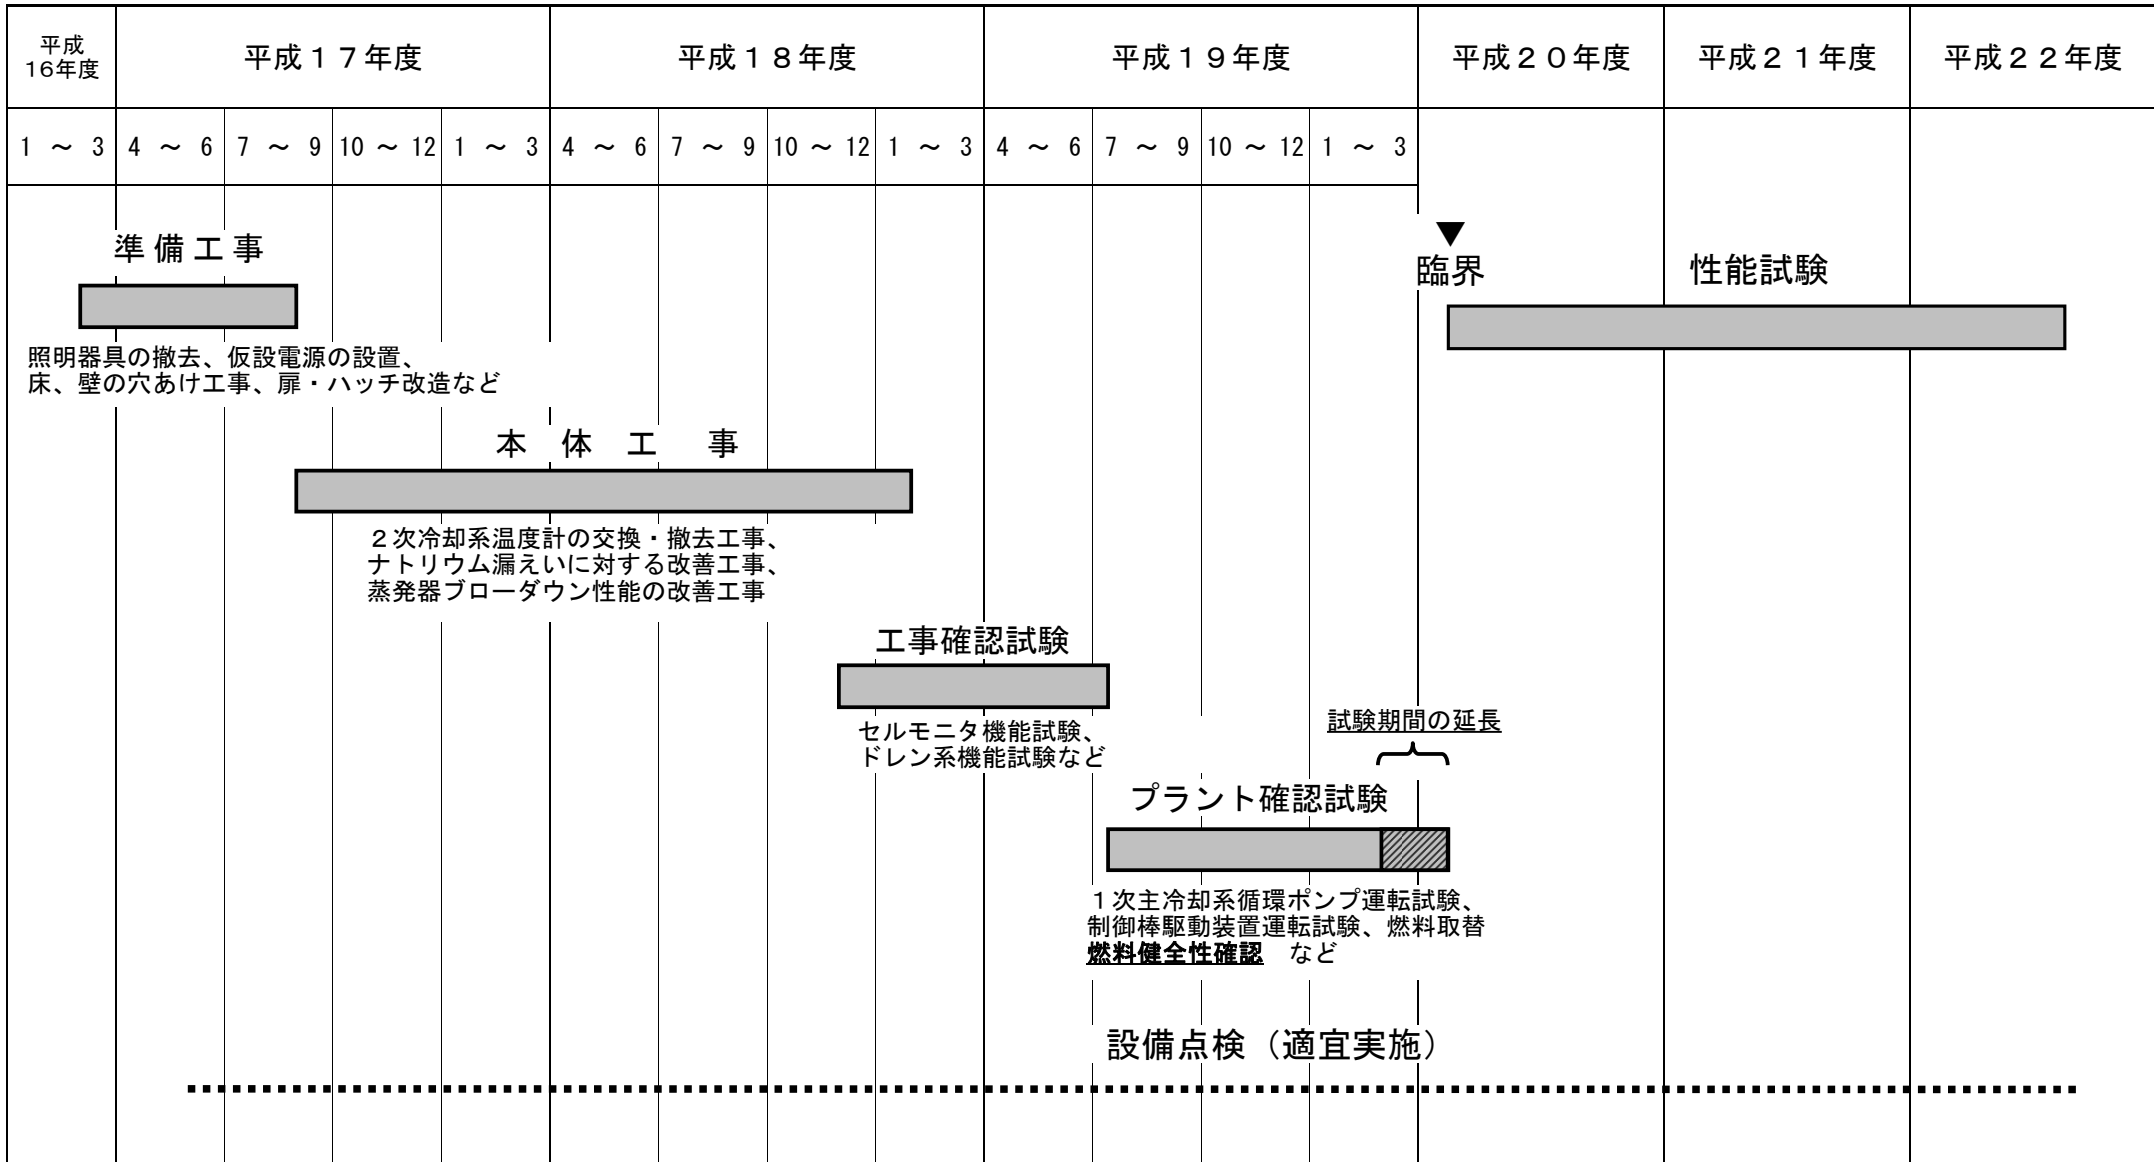 平成
16年度
平成１７年度
平成１８年度
平成１９年度
平成２０年度
平成２１年度
平成２２年度
1 ～ 3
4 ～ 6
7 ～ 9
10 ～ 12
1 ～ 3
4 ～ 6
7 ～ 9
10 ～ 12
1 ～ 3
4 ～ 6
7 ～ 9
10 ～ 12
1 ～ 3
準備工事
照明器具の撤去、仮設電源の設置、
床、壁の穴あけ工事、扉・ハッチ改造など
▼
臨界
性能試験
本 体 工 事
２次冷却系温度計の交換・撤去工事、
ナトリウム漏えいに対する改善工事、
蒸発器ブローダウン性能の改善工事
工事確認試験
セルモニタ機能試験、
ドレン系機能試験など
試験期間の延長
プラント確認試験
１次主冷却系循環ポンプ運転試験、
制御棒駆動装置運転試験、燃料取替
燃料健全性確認 など
設備点検（適宜実施）